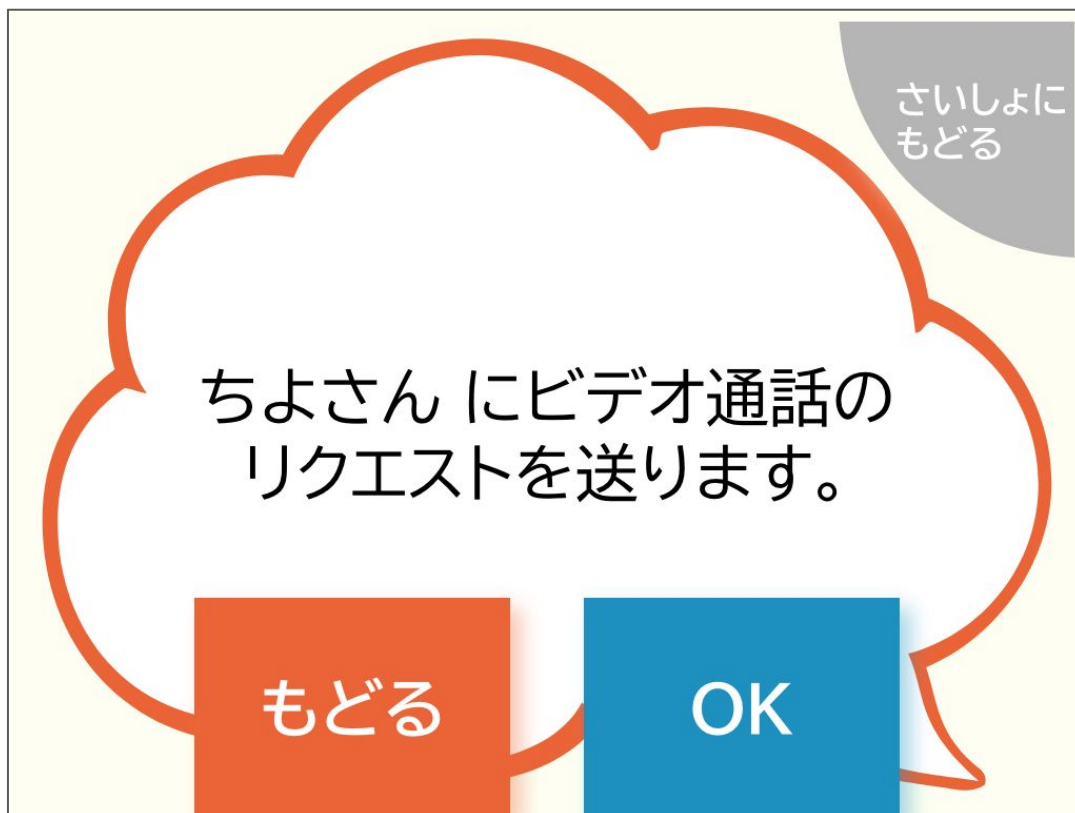 さいしょに
もどる
ちよさん にビデオ通話の
リクエストを送ります。
もどる
OK